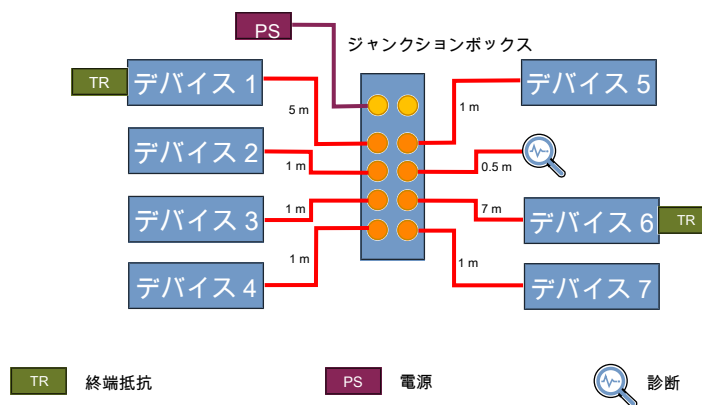 PS
ジャンクションボックス
TR
デバイス 1
デバイス 5
5 m
1 m
デバイス 2
1 m
0.5 m
デバイス 3
1 m
7 m
デバイス 6
TR
デバイス 4
1 m
1 m
デバイス 7
TR
終端抵抗
PS
電源
診断